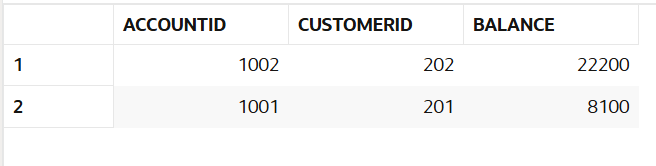 ACCOUNTID CUSTOMERID BALANCE
1 1002 202 22200
2 1001 201 8100